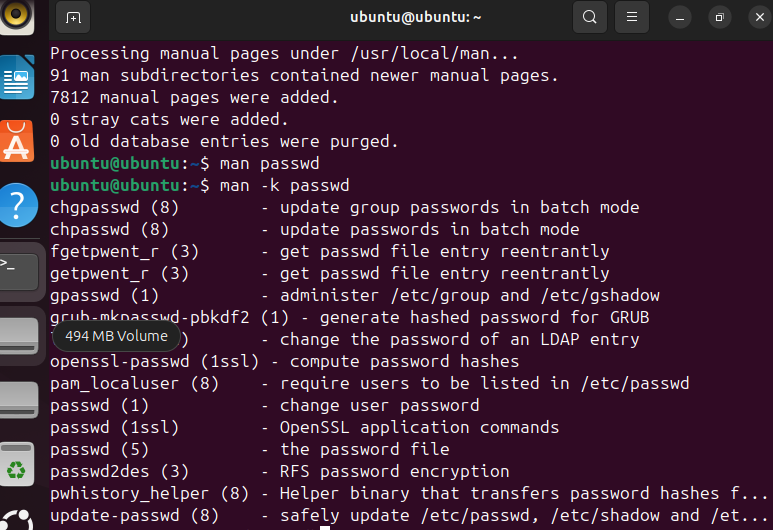 ubuntu@ubuntu: ~
Processing manual pages under /usr/local/man...
91 man subdirectories contained newer manual pages.
7812 manual pages were added.
0 stray cats were added.
0 old database entries were purged.
ubuntu@ubuntu:~$ man passwd
ubuntu@ubuntu:~$ man -k passwd
chgpasswd (8) - update group passwords in batch mode
chpasswd (8) - update passwords in batch mode
fgetpwent_r (3) - get passwd file entry reentrantly
getpwent_r (3) - get passwd file entry reentrantly
gpasswd (1) - administer /etc/group and /etc/gshadow
grub-mkpasswd-pbkdf2 (1) - generate hashed password for GRUB
494 MB Volume
) - change the password of an LDAP entry
openssl-passwd (1ssl) - compute password hashes
pam_localuser (8) - require users to be listed in /etc/passwd
passwd (1) - change user password
passwd (1ssl) - OpenSSL application commands
passwd (5) - the password file
passwd2des (3) - RFS password encryption
pwhistory_helper (8) - Helper binary that transfers password hashes f...
update-passwd (8) - safely update /etc/passwd, /etc/shadow and /et...